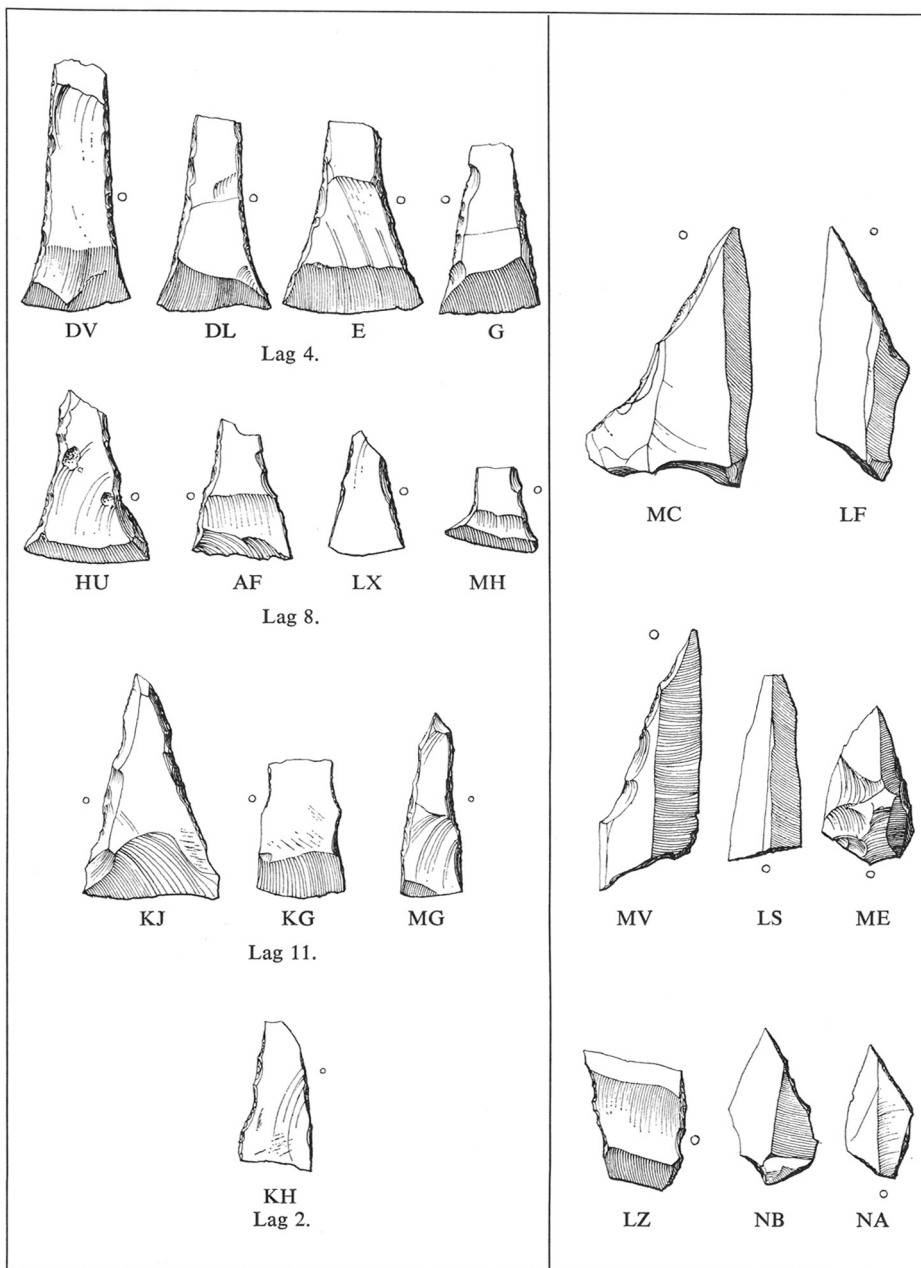 DV DL E G
Lag 4.
HU AF LX MH
Lag 8.
KJ KG MG
Lag 11.
KH
Lag 2.
MC LF
MV LS ME
LZ NB NA